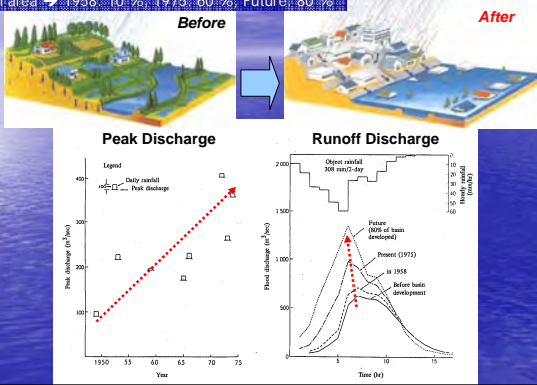 area → 1958, 10 %, 1975, 60 %, Future, 80 %
Before
After
Peak Discharge
Runoff Discharge
Legend
Daily rainfall
Peak discharge
Peak discharge (m³/sec)
400
300
200
100
1950
55
59
60
65
70
75
Year
Object rainfall
308 mm/2-day
Hourly rainfall
(mm/hr)
0
10
20
30
40
50
60
Flood discharge (m³/sec)
2 000
1 500
1 000
500
0
Future
(80% of basin
developed)
Present (1975)
in 1958
Before basin
development
5
10
15
Time (hr)